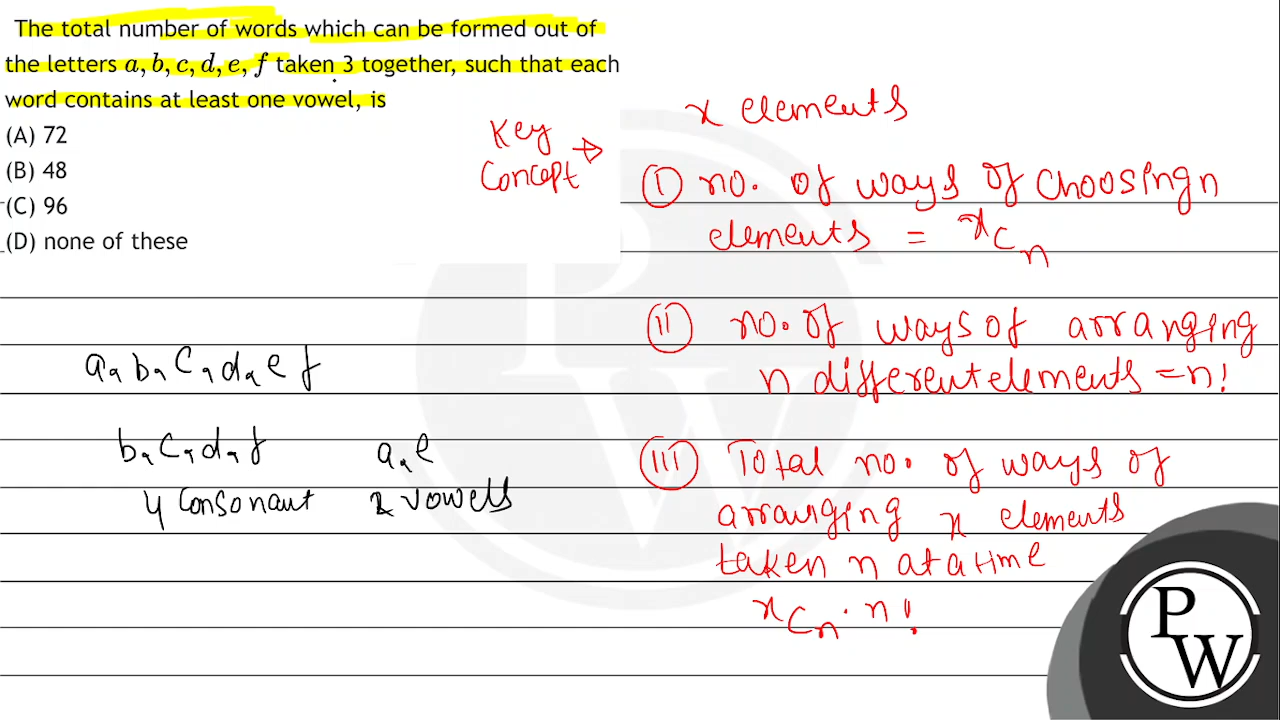 The total number of words which can be formed out of
the letters a, b, c, d, e, f taken 3 together, such that each
word contains at least one vowel, is
(A) 72
(B) 48
(C) 96
(D) none of these
a, b, c, d, e f
b, c, d, f a, e
4 consonant 2 vowels
Key
Concept →
x elements
(i) no. of ways of choosing n
elements = xCn
(ii) no. of ways of arranging
n different elements = n!
(iii) Total no. of ways of
arranging x elements
taken n at a time
xCn · n!
P
W
PW